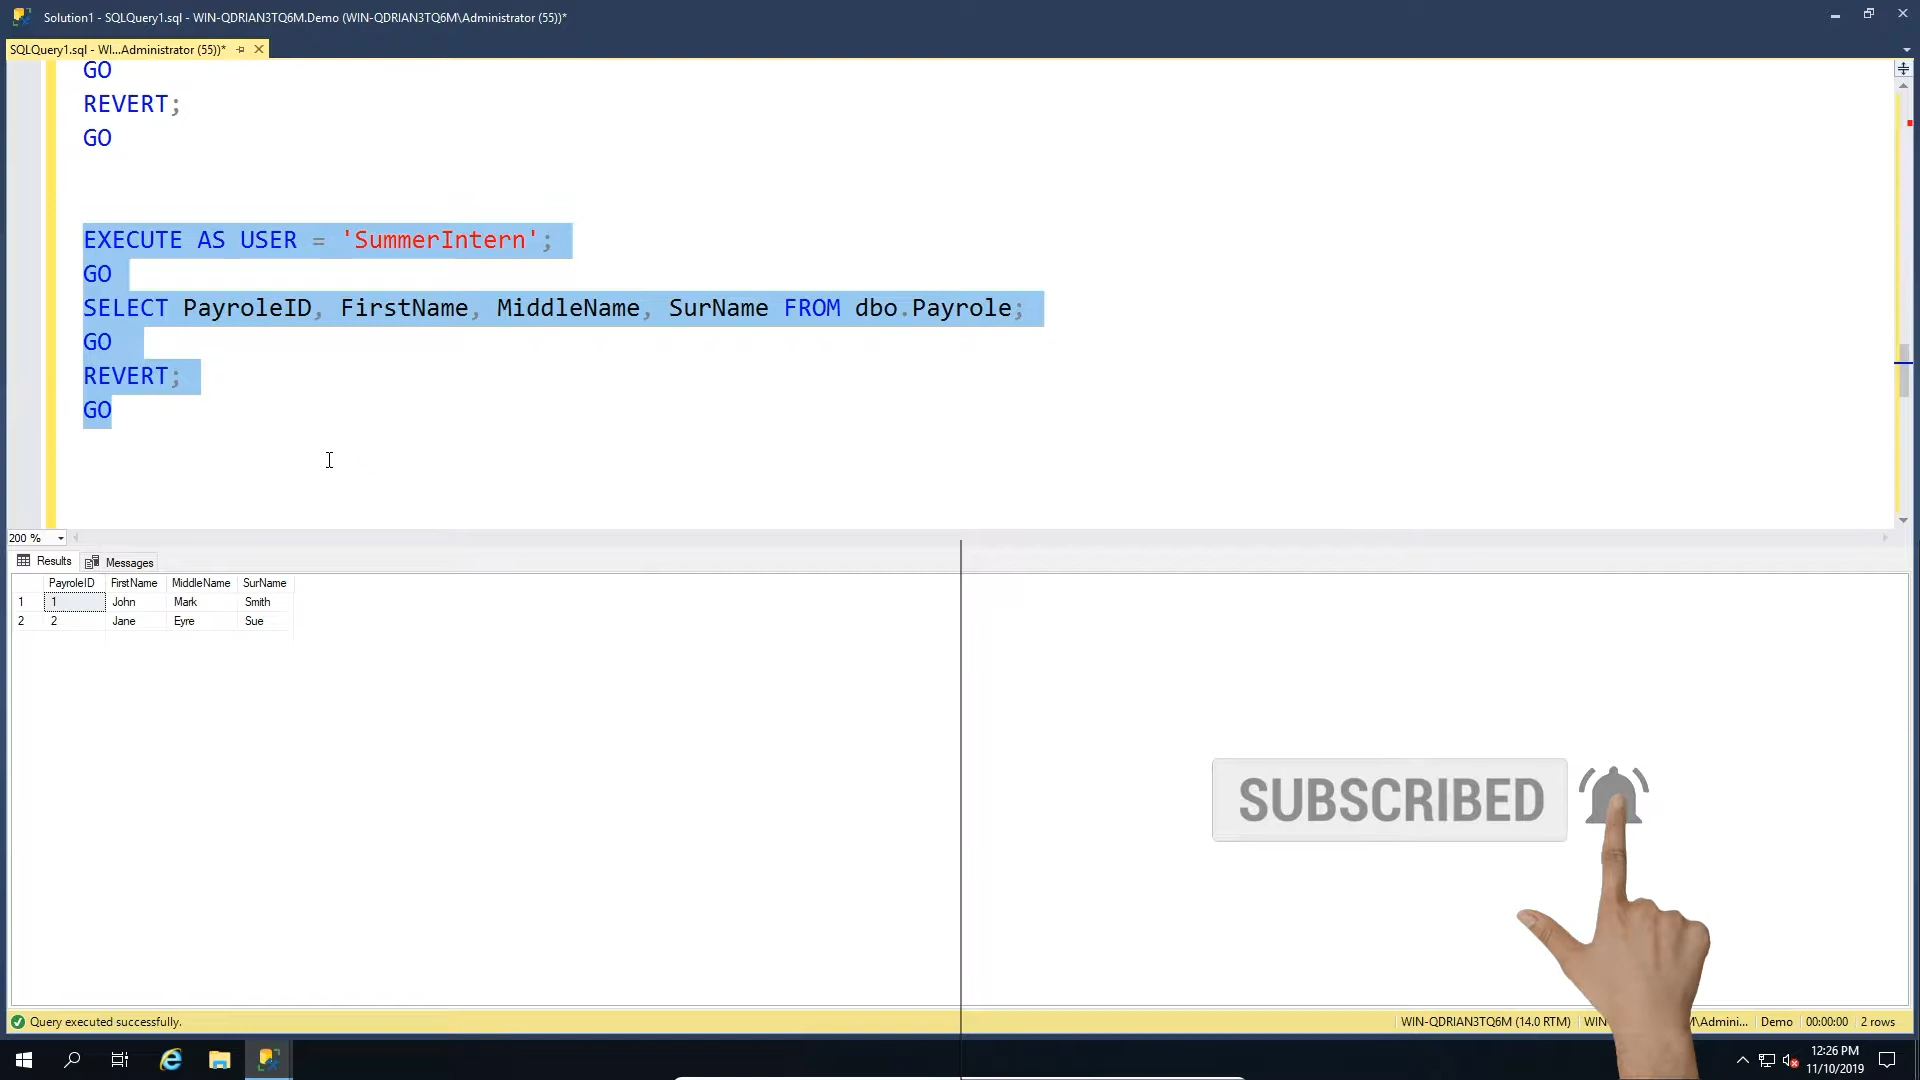 Solution1 - SQLQuery1.sql - WIN-QDRIAN3TQ6M.Demo (WIN-QDRIAN3TQ6M\Administrator (55))*
SQLQuery1.sql - WI...Administrator (55))*
GO
REVERT;
GO
EXECUTE AS USER = 'SummerIntern';
GO
SELECT PayroleID, FirstName, MiddleName, SurName FROM dbo.Payrole;
GO
REVERT;
GO
200 %
Results Messages
PayroleID FirstName MiddleName SurName
1 1 John Mark Smith
2 2 Jane Eyre Sue
SUBSCRIBED
Query executed successfully. WIN-QDRIAN3TQ6M (14.0 RTM) Demo 00:00:00 2 rows
12:26 PM
11/10/2019